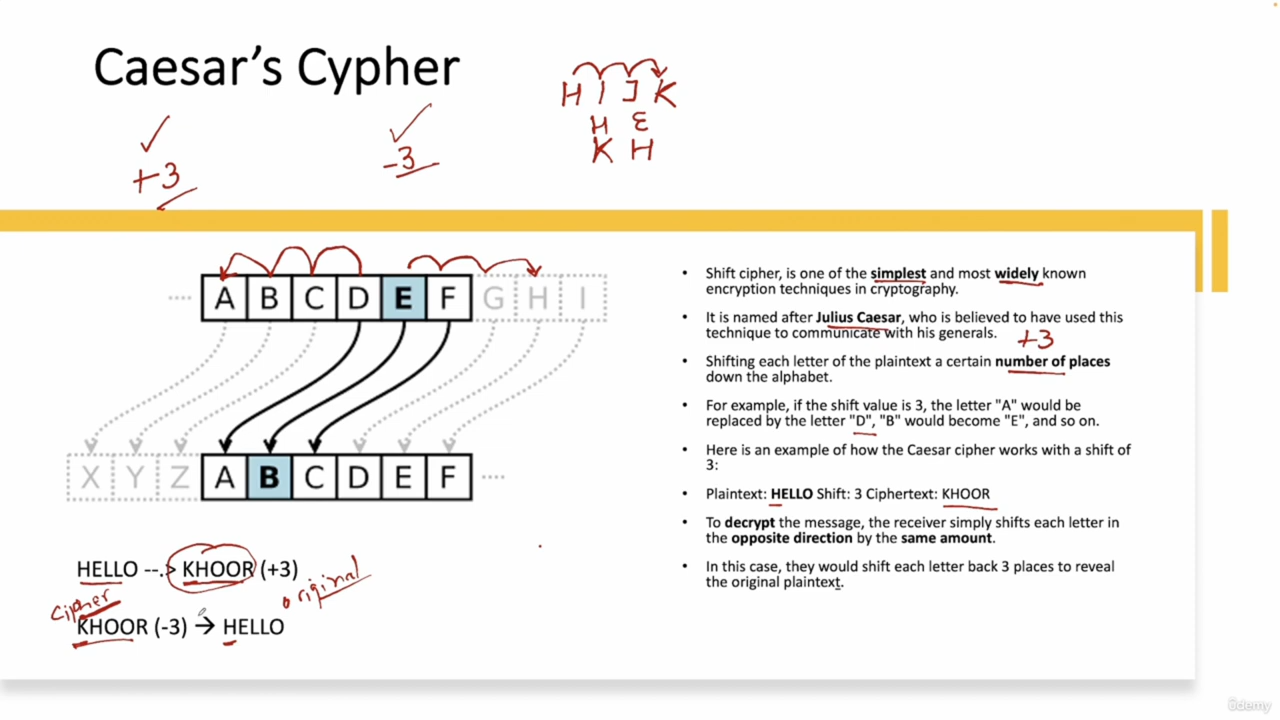 Caesar's Cypher
H I J K
H E
K H
+3
-3
..... A B C D E F G H I
X Y Z A B C D E F .....
HELLO --.> KHOOR (+3)
original
Cipher
KHOOR (-3) → HELLO
• Shift cipher, is one of the simplest and most widely known
encryption techniques in cryptography.
• It is named after Julius Caesar, who is believed to have used this
technique to communicate with his generals.
+3
• Shifting each letter of the plaintext a certain number of places
down the alphabet.
• For example, if the shift value is 3, the letter "A" would be
replaced by the letter "D", "B" would become "E", and so on.
• Here is an example of how the Caesar cipher works with a shift of
3:
• Plaintext: HELLO Shift: 3 Ciphertext: KHOOR
• To decrypt the message, the receiver simply shifts each letter in
the opposite direction by the same amount.
• In this case, they would shift each letter back 3 places to reveal
the original plaintext.
ûdemy